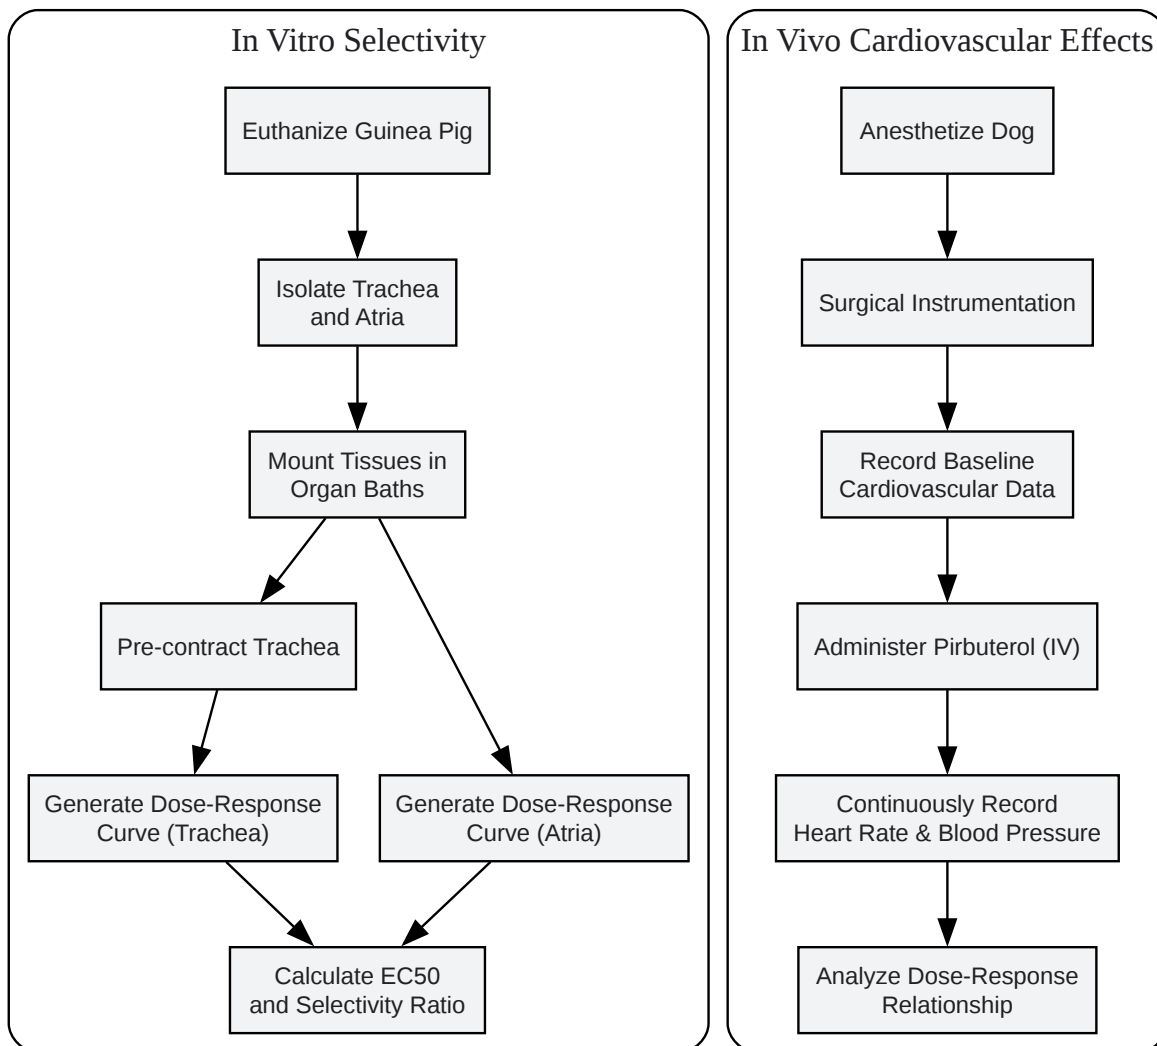 In Vitro Selectivity
Euthanize Guinea Pig
Isolate Trachea
and Atria
Mount Tissues in
Organ Baths
Pre-contract Trachea
Generate Dose-Response
Curve (Trachea)
Generate Dose-Response
Curve (Atria)
Calculate EC50
and Selectivity Ratio
In Vivo Cardiovascular Effects
Anesthetize Dog
Surgical Instrumentation
Record Baseline
Cardiovascular Data
Administer Pirbuterol (IV)
Continuously Record
Heart Rate & Blood Pressure
Analyze Dose-Response
Relationship